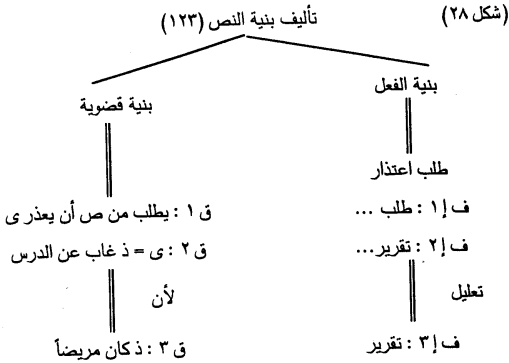 (شكل ٢٨) تأليف بنية النص (١٢٣)
بنية الفعل
بنية قضوية
طلب اعتذار
ف إ١ : طلب ...
ق ١ : يطلب من ص أن يعذر ى
ف إ٢ : تقرير...
ق ٢ : ى = ذ غاب عن الدرس
تعليل
لأن
ف إ٣ : تقرير
ق ٣ : ذ كان مريضاً